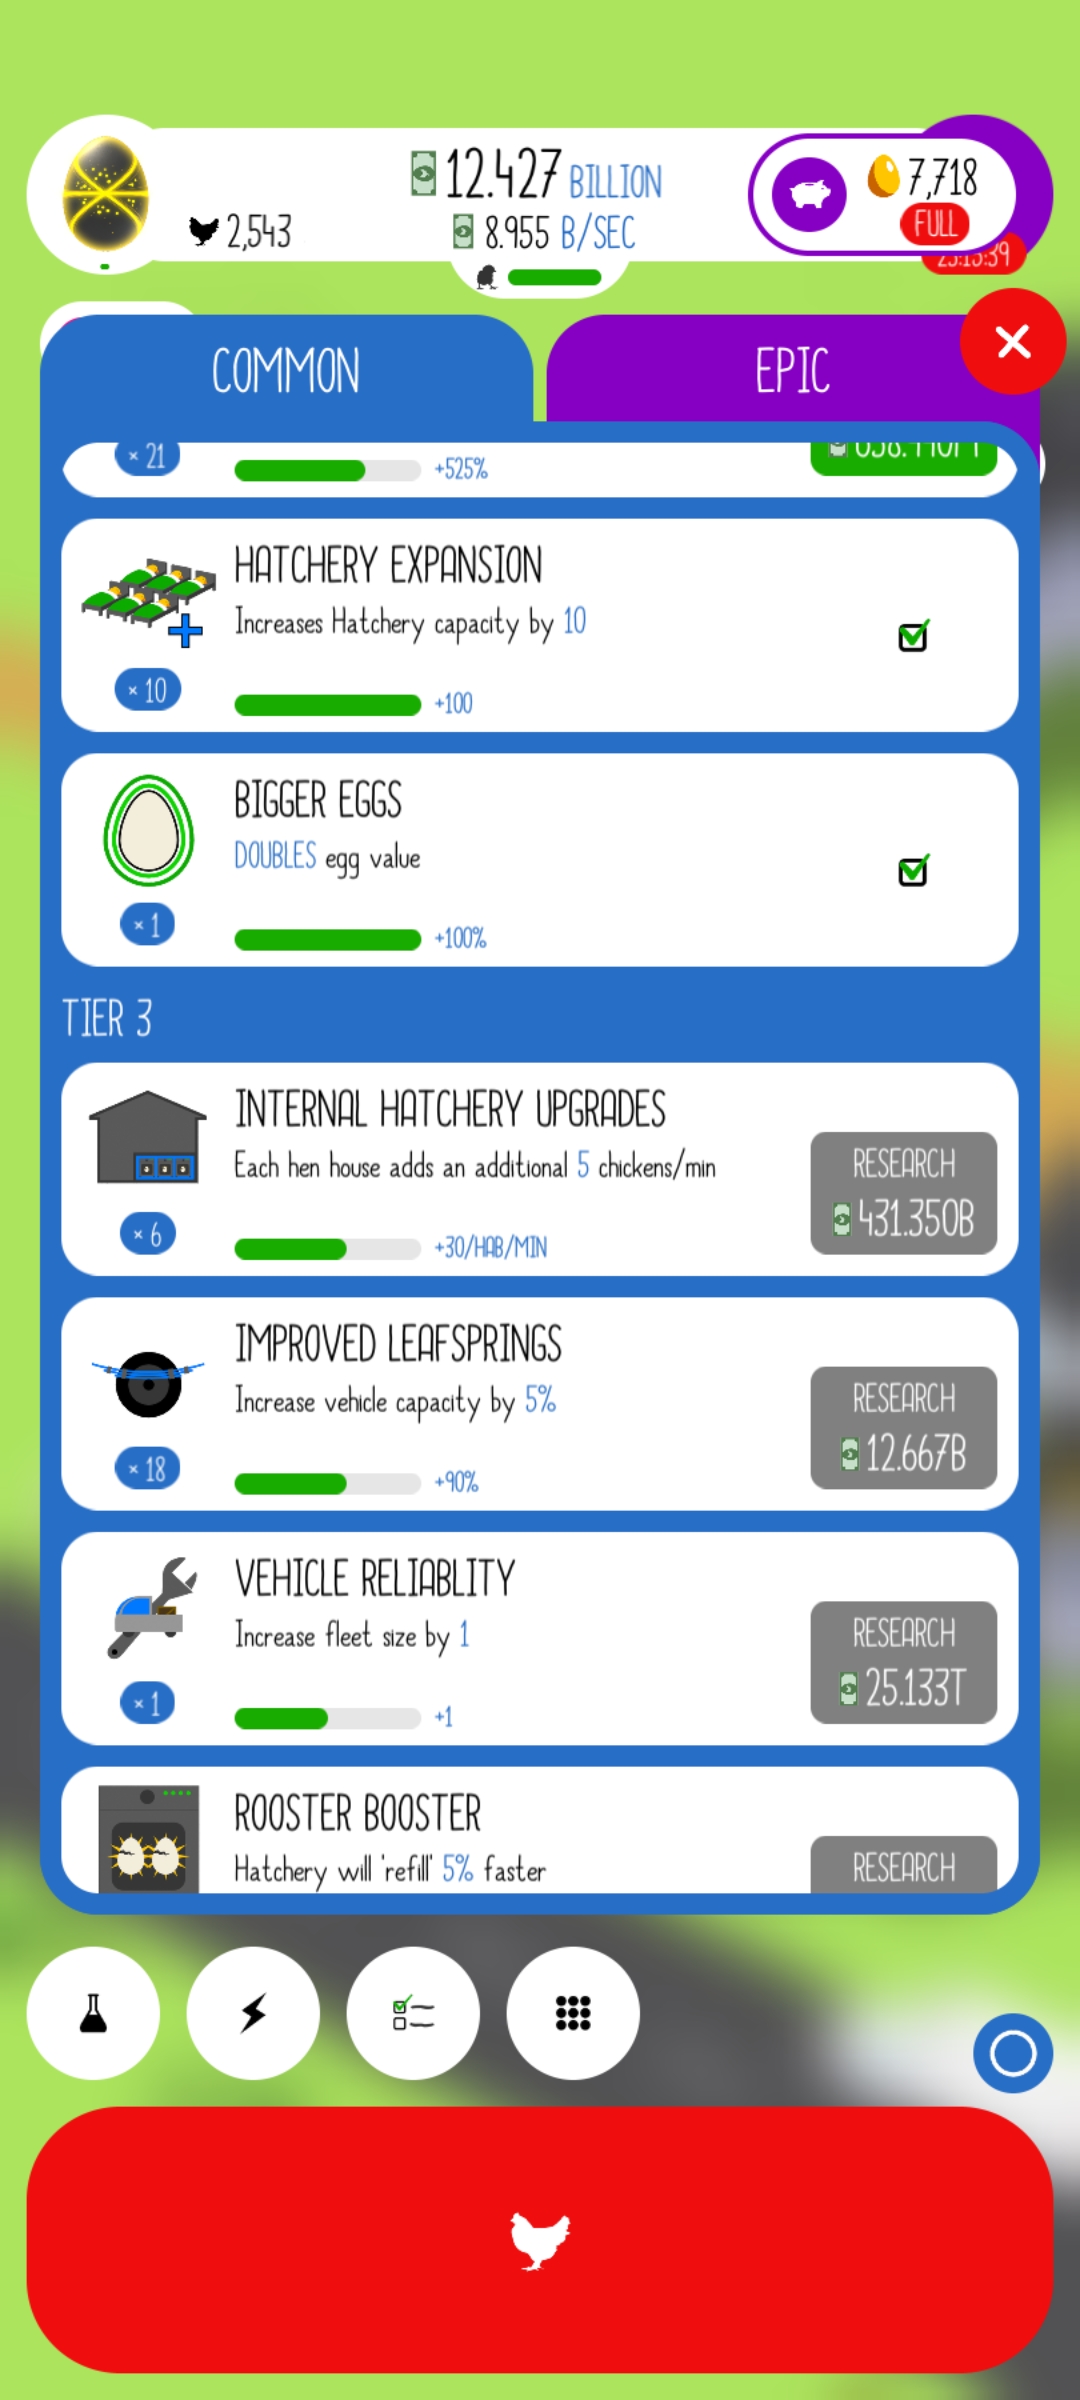 12.427 BILLION
7,718
2,543
8.955 B/SEC
FULL
23:15:39
COMMON
EPIC
× 21
+525%
HATCHERY EXPANSION
Increases Hatchery capacity by 10
× 10
+100
BIGGER EGGS
DOUBLES egg value
× 1
+100%
TIER 3
INTERNAL HATCHERY UPGRADES
Each hen house adds an additional 5 chickens/min
RESEARCH
431.350B
× 6
+30/HAB/MIN
IMPROVED LEAFSPRINGS
Increase vehicle capacity by 5%
RESEARCH
12.667B
× 18
+90%
VEHICLE RELIABLITY
Increase fleet size by 1
RESEARCH
25.133T
× 1
+1
ROOSTER BOOSTER
Hatchery will 'refill' 5% faster
RESEARCH